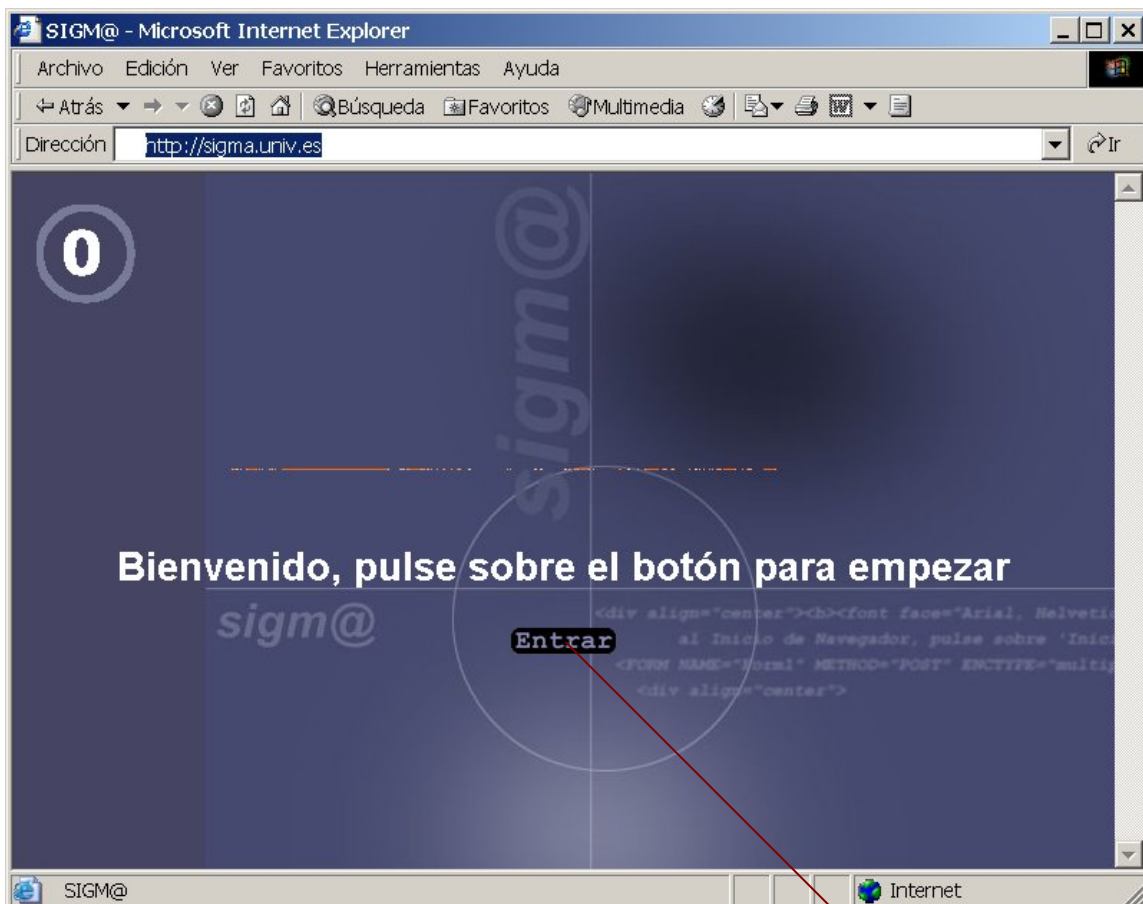 SIGM@ - Microsoft Internet Explorer
Archivo Edición Ver Favoritos Herramientas Ayuda
Atrás Búsqueda Favoritos Multimedia
Dirección http://sigma.univ.es Ir
0
sigm@
Bienvenido, pulse sobre el botón para empezar
sigm@
<div align="center"><b><font face="Arial, Helvetic
Entrar
al Inicio de Navegador, pulse sobre 'Inici
<FORM NAME="Form1" METHOD="POST" ENCTYPE="multip
<div align="center">
SIGM@ Internet